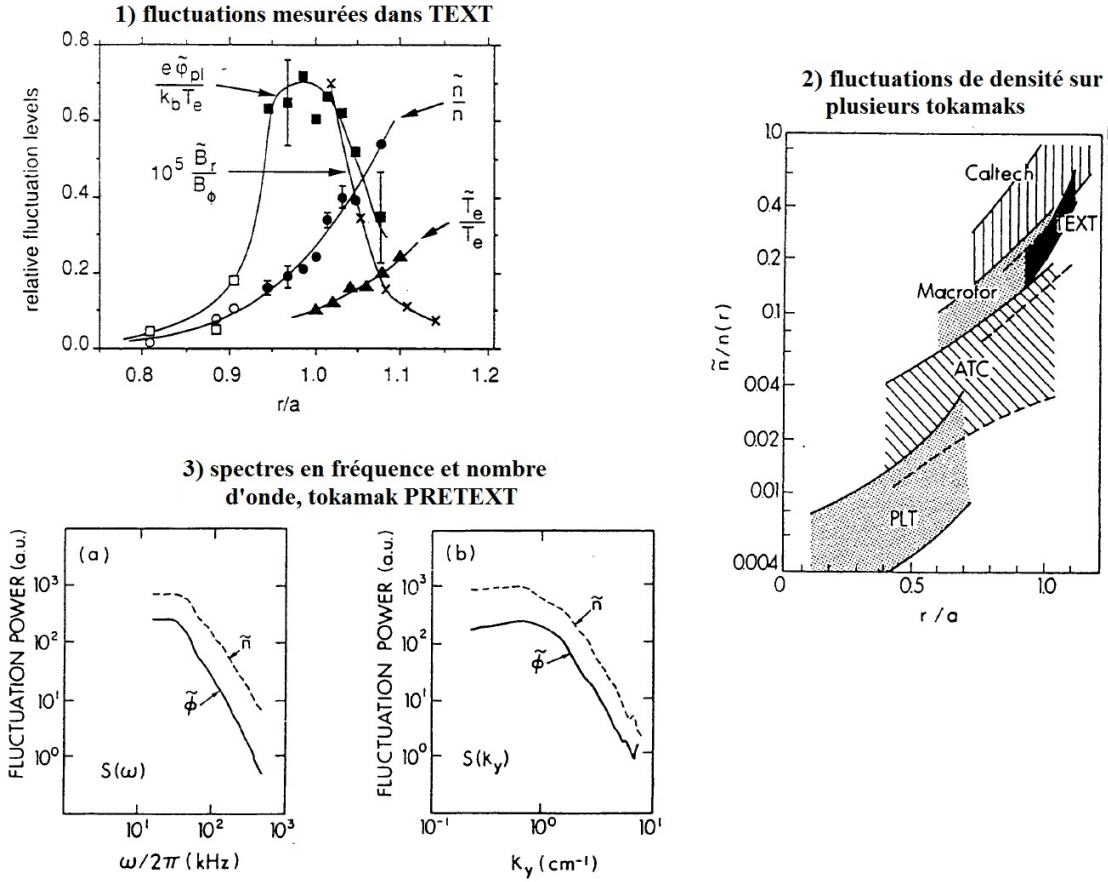 1) fluctuations mesurées dans TEXT
relative fluctuation levels
0.8
0.6
0.4
0.2
0.0
e φ̃pl
kbTe
10⁵ B̃r
Bϕ
ñ
n
T̃e
Te
0.8 0.9 1.0 1.1 1.2
r/a
2) fluctuations de densité sur
plusieurs tokamaks
ñ/n(r)
1.0
0.4
0.2
0.1
0.04
0.02
0.01
0.004
Caltech
TEXT
Macrotor
ATC
PLT
0 0.5 1.0
r/a
3) spectres en fréquence et nombre
d'onde, tokamak PRETEXT
FLUCTUATION POWER (a.u.)
(a)
10³
10²
10¹
10⁰
ñ
ϕ̃
S(ω)
10¹ 10² 10³
ω/2π (kHz)
FLUCTUATION POWER (a.u.)
(b)
10³
10²
10¹
10⁰
ñ
ϕ̃
S(Ky)
10⁻¹ 10⁰ 10¹
Ky (cm⁻¹)